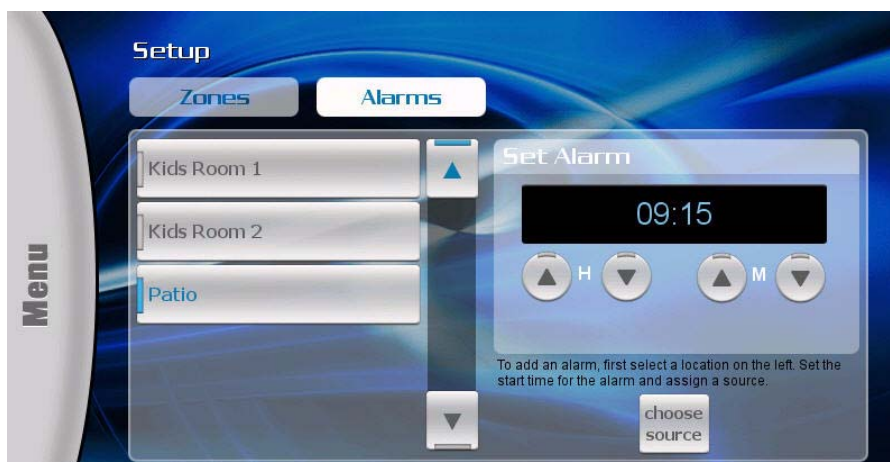 Setup
Zones
Alarms
Menu
Kids Room 1
Kids Room 2
Patio
Set Alarm
09:15
H
M
To add an alarm, first select a location on the left. Set the
start time for the alarm and assign a source.
choose
source